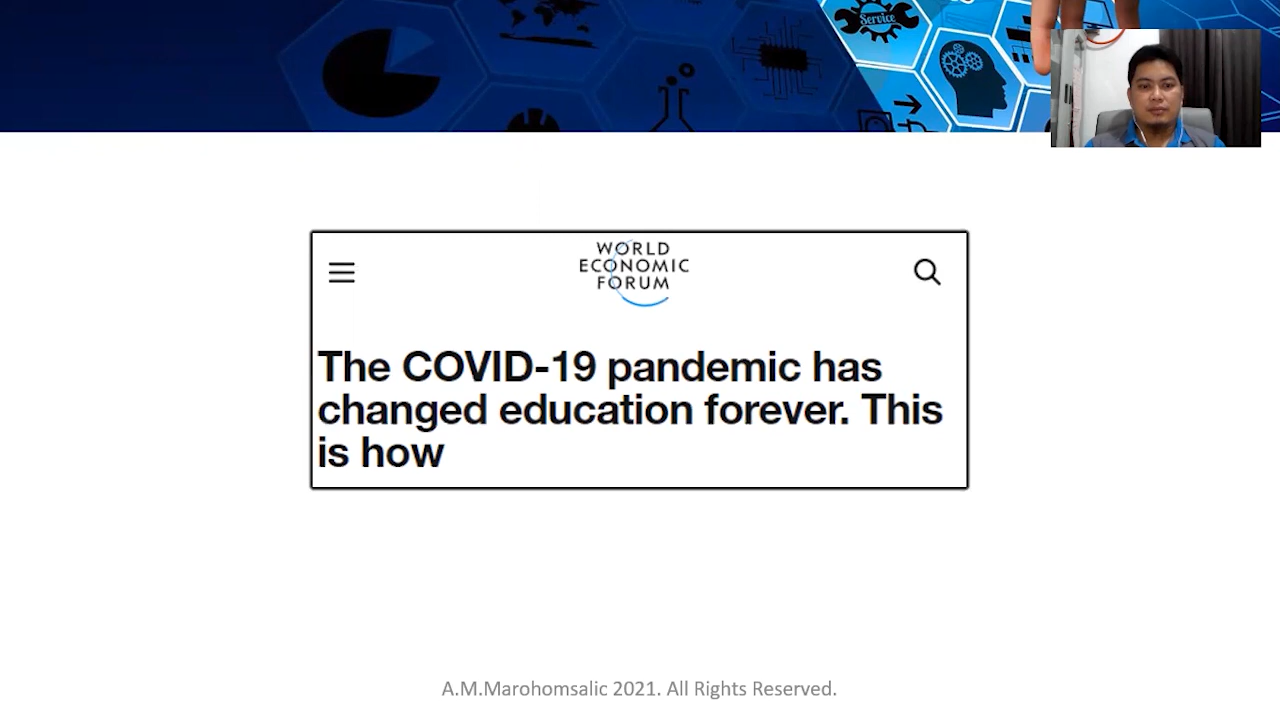 Service
WORLD
ECONOMIC
FORUM
The COVID-19 pandemic has
changed education forever. This
is how
A.M.Marohomsalic 2021. All Rights Reserved.